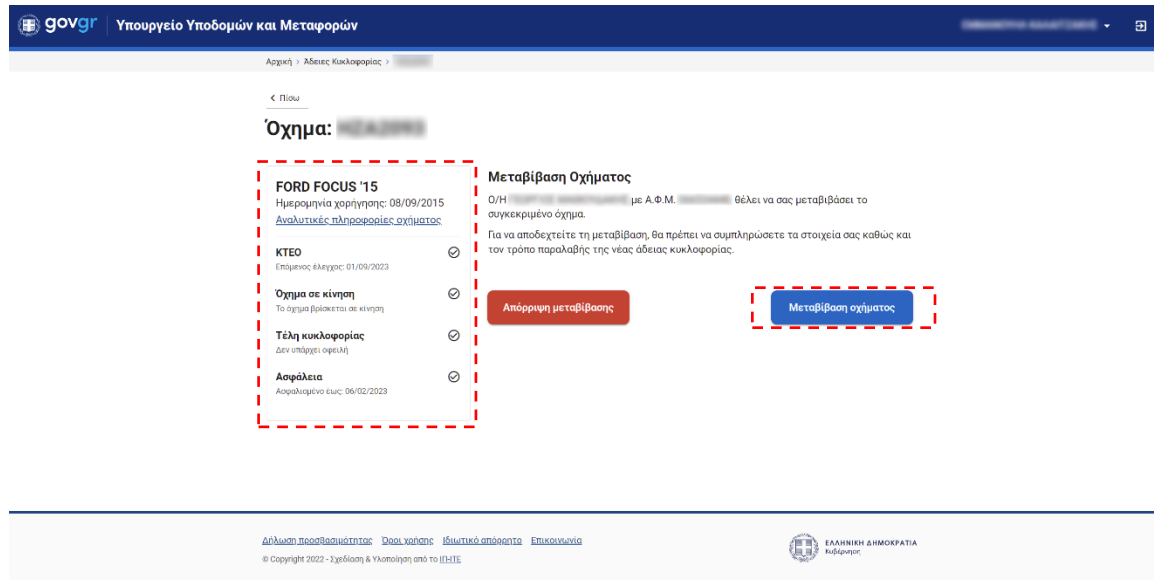 govgr Υπουργείο Υποδομών και Μεταφορών
Αρχική > Άδειες Κυκλοφορίας >
< Πίσω
Όχημα:
FORD FOCUS '15
Ημερομηνία χορήγησης: 08/09/2015
Αναλυτικές πληροφορίες οχήματος
ΚΤΕΟ
Επόμενος έλεγχος: 01/09/2023
Όχημα σε κίνηση
Το όχημα βρίσκεται σε κίνηση
Τέλη κυκλοφορίας
Δεν υπάρχει οφειλή
Ασφάλεια
Ασφαλισμένο έως: 06/02/2023
Μεταβίβαση Οχήματος
Ο/Η με Α.Φ.Μ. θέλει να σας μεταβιβάσει το
συγκεκριμένο όχημα.
Για να αποδεχτείτε τη μεταβίβαση, θα πρέπει να συμπληρώσετε τα στοιχεία σας καθώς και
τον τρόπο παραλαβής της νέας άδειας κυκλοφορίας.
Απόρριψη μεταβίβασης
Μεταβίβαση οχήματος
Δήλωση προσβασιμότητας Όροι χρήσης Ιδιωτικό απόρρητο Επικοινωνία
© Copyright 2022 - Σχεδίαση & Υλοποίηση από το ΙΠ-ΙΤΕ
ΕΛΛΗΝΙΚΗ ΔΗΜΟΚΡΑΤΙΑ
Κυβέρνηση